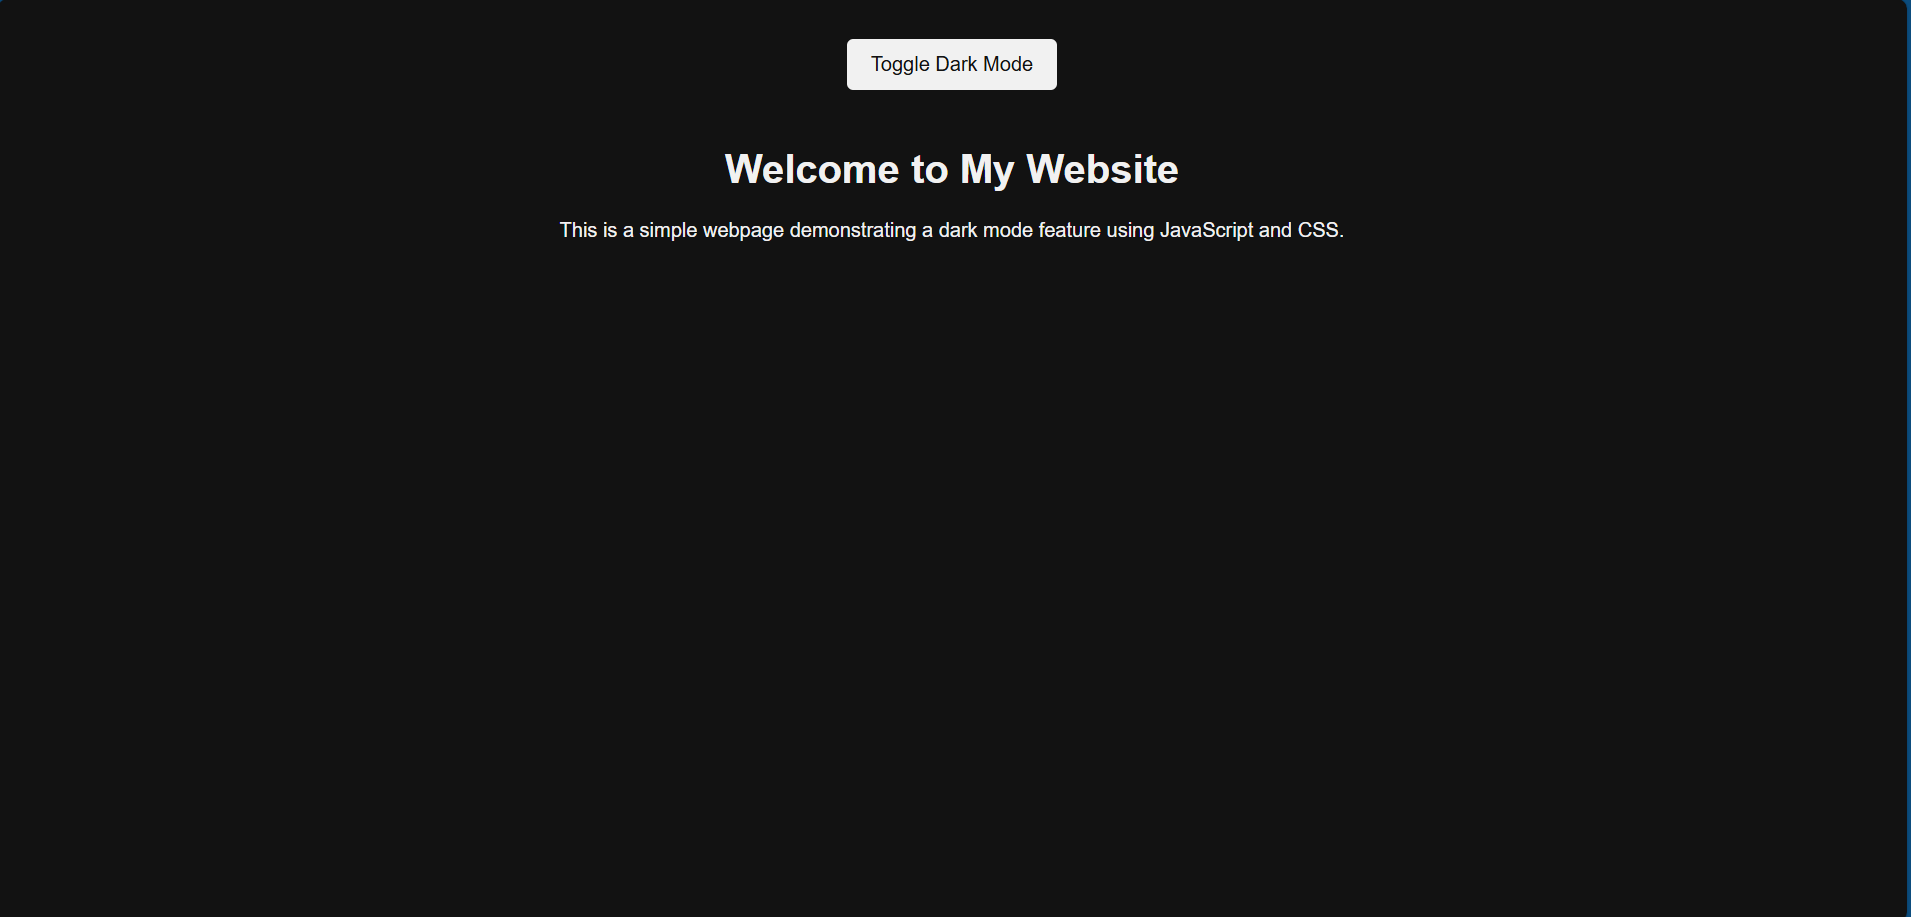 Toggle Dark Mode
Welcome to My Website
This is a simple webpage demonstrating a dark mode feature using JavaScript and CSS.